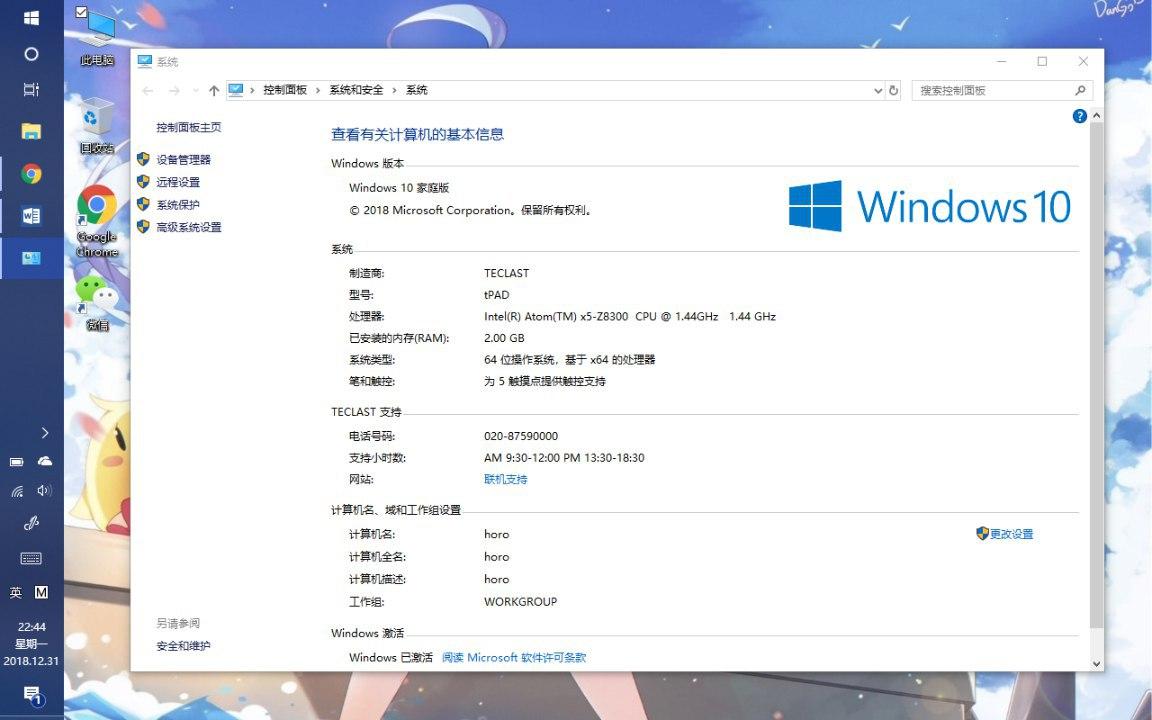 此电脑
回收站
Google
Chrome
微信
英 M
22:44
星期一
2018.12.31
1
系统
控制面板 › 系统和安全 › 系统
搜索控制面板
控制面板主页
设备管理器
远程设置
系统保护
高级系统设置
另请参阅
安全和维护
查看有关计算机的基本信息
Windows 版本
Windows 10 家庭版
© 2018 Microsoft Corporation。保留所有权利。
Windows 10
系统
制造商: TECLAST
型号: tPAD
处理器: Intel(R) Atom(TM) x5-Z8300 CPU @ 1.44GHz 1.44 GHz
已安装的内存(RAM): 2.00 GB
系统类型: 64 位操作系统，基于 x64 的处理器
笔和触控: 为 5 触摸点提供触控支持
TECLAST 支持
电话号码: 020-87590000
支持小时数: AM 9:30-12:00 PM 13:30-18:30
网站: 联机支持
计算机名、域和工作组设置
计算机名: horo
更改设置
计算机全名: horo
计算机描述: horo
工作组: WORKGROUP
Windows 激活
Windows 已激活 阅读 Microsoft 软件许可条款